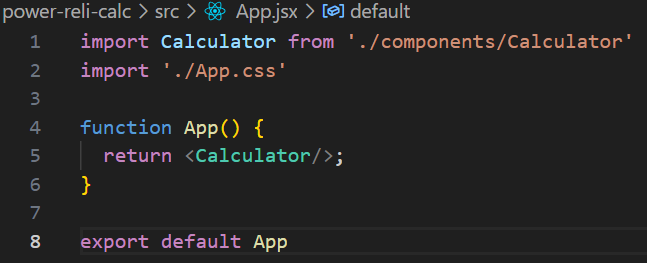 power-reli-calc > src > App.jsx > default
1 import Calculator from './components/Calculator'
2 import './App.css'
3
4 function App() {
5   return <Calculator/>;
6 }
7
8 export default App